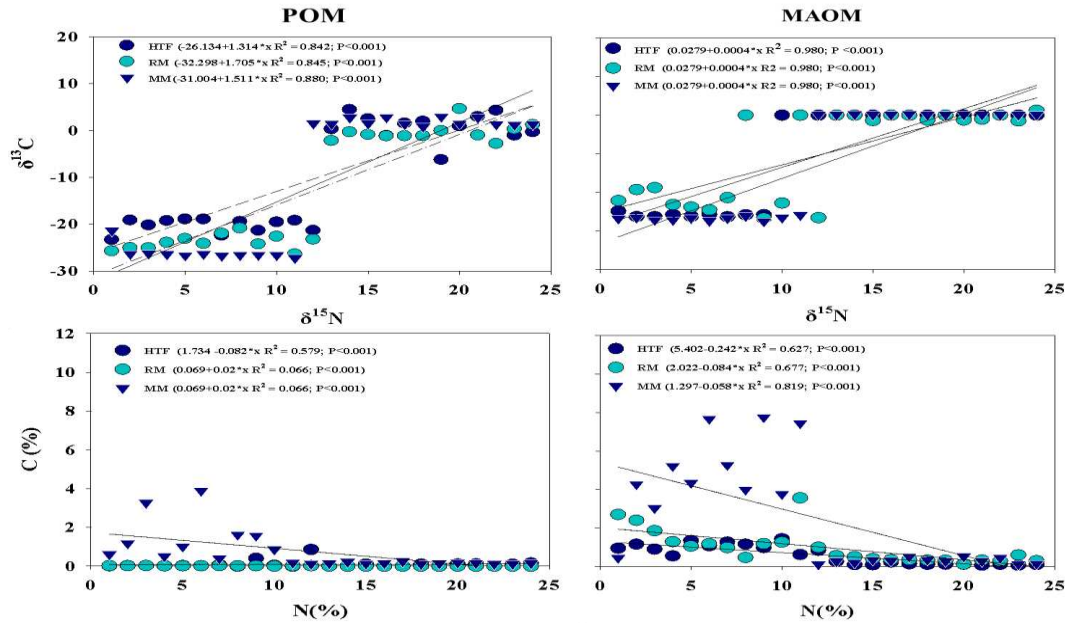 POM
MAOM
20
10
0
-10
-20
-30
δ¹³C
HTF (-26.134+1.314*x R² = 0.842; P<0.001)
RM (-32.298+1.705*x R² = 0.845; P<0.001)
MM (-31.004+1.511*x R² = 0.880; P<0.001)
HTF (0.0279+0.0004*x R² = 0.980; P<0.001)
RM (0.0279+0.0004*x R2 = 0.980; P<0.001)
MM (0.0279+0.0004*x R2 = 0.980; P<0.001)
0 5 10 15 20 25
δ¹⁵N
0 5 10 15 20 25
δ¹⁵N
12
10
8
6
4
2
0
C (%)
HTF (1.734 -0.082*x R² = 0.579; P<0.001)
RM (0.069+0.02*x R² = 0.066; P<0.001)
MM (0.069+0.02*x R² = 0.066; P<0.001)
HTF (5.402-0.242*x R² = 0.627; P<0.001)
RM (2.022-0.084*x R² = 0.677; P<0.001)
MM (1.297-0.058*x R² = 0.819; P<0.001)
0 5 10 15 20 25
N(%)
0 5 10 15 20 25
N(%)